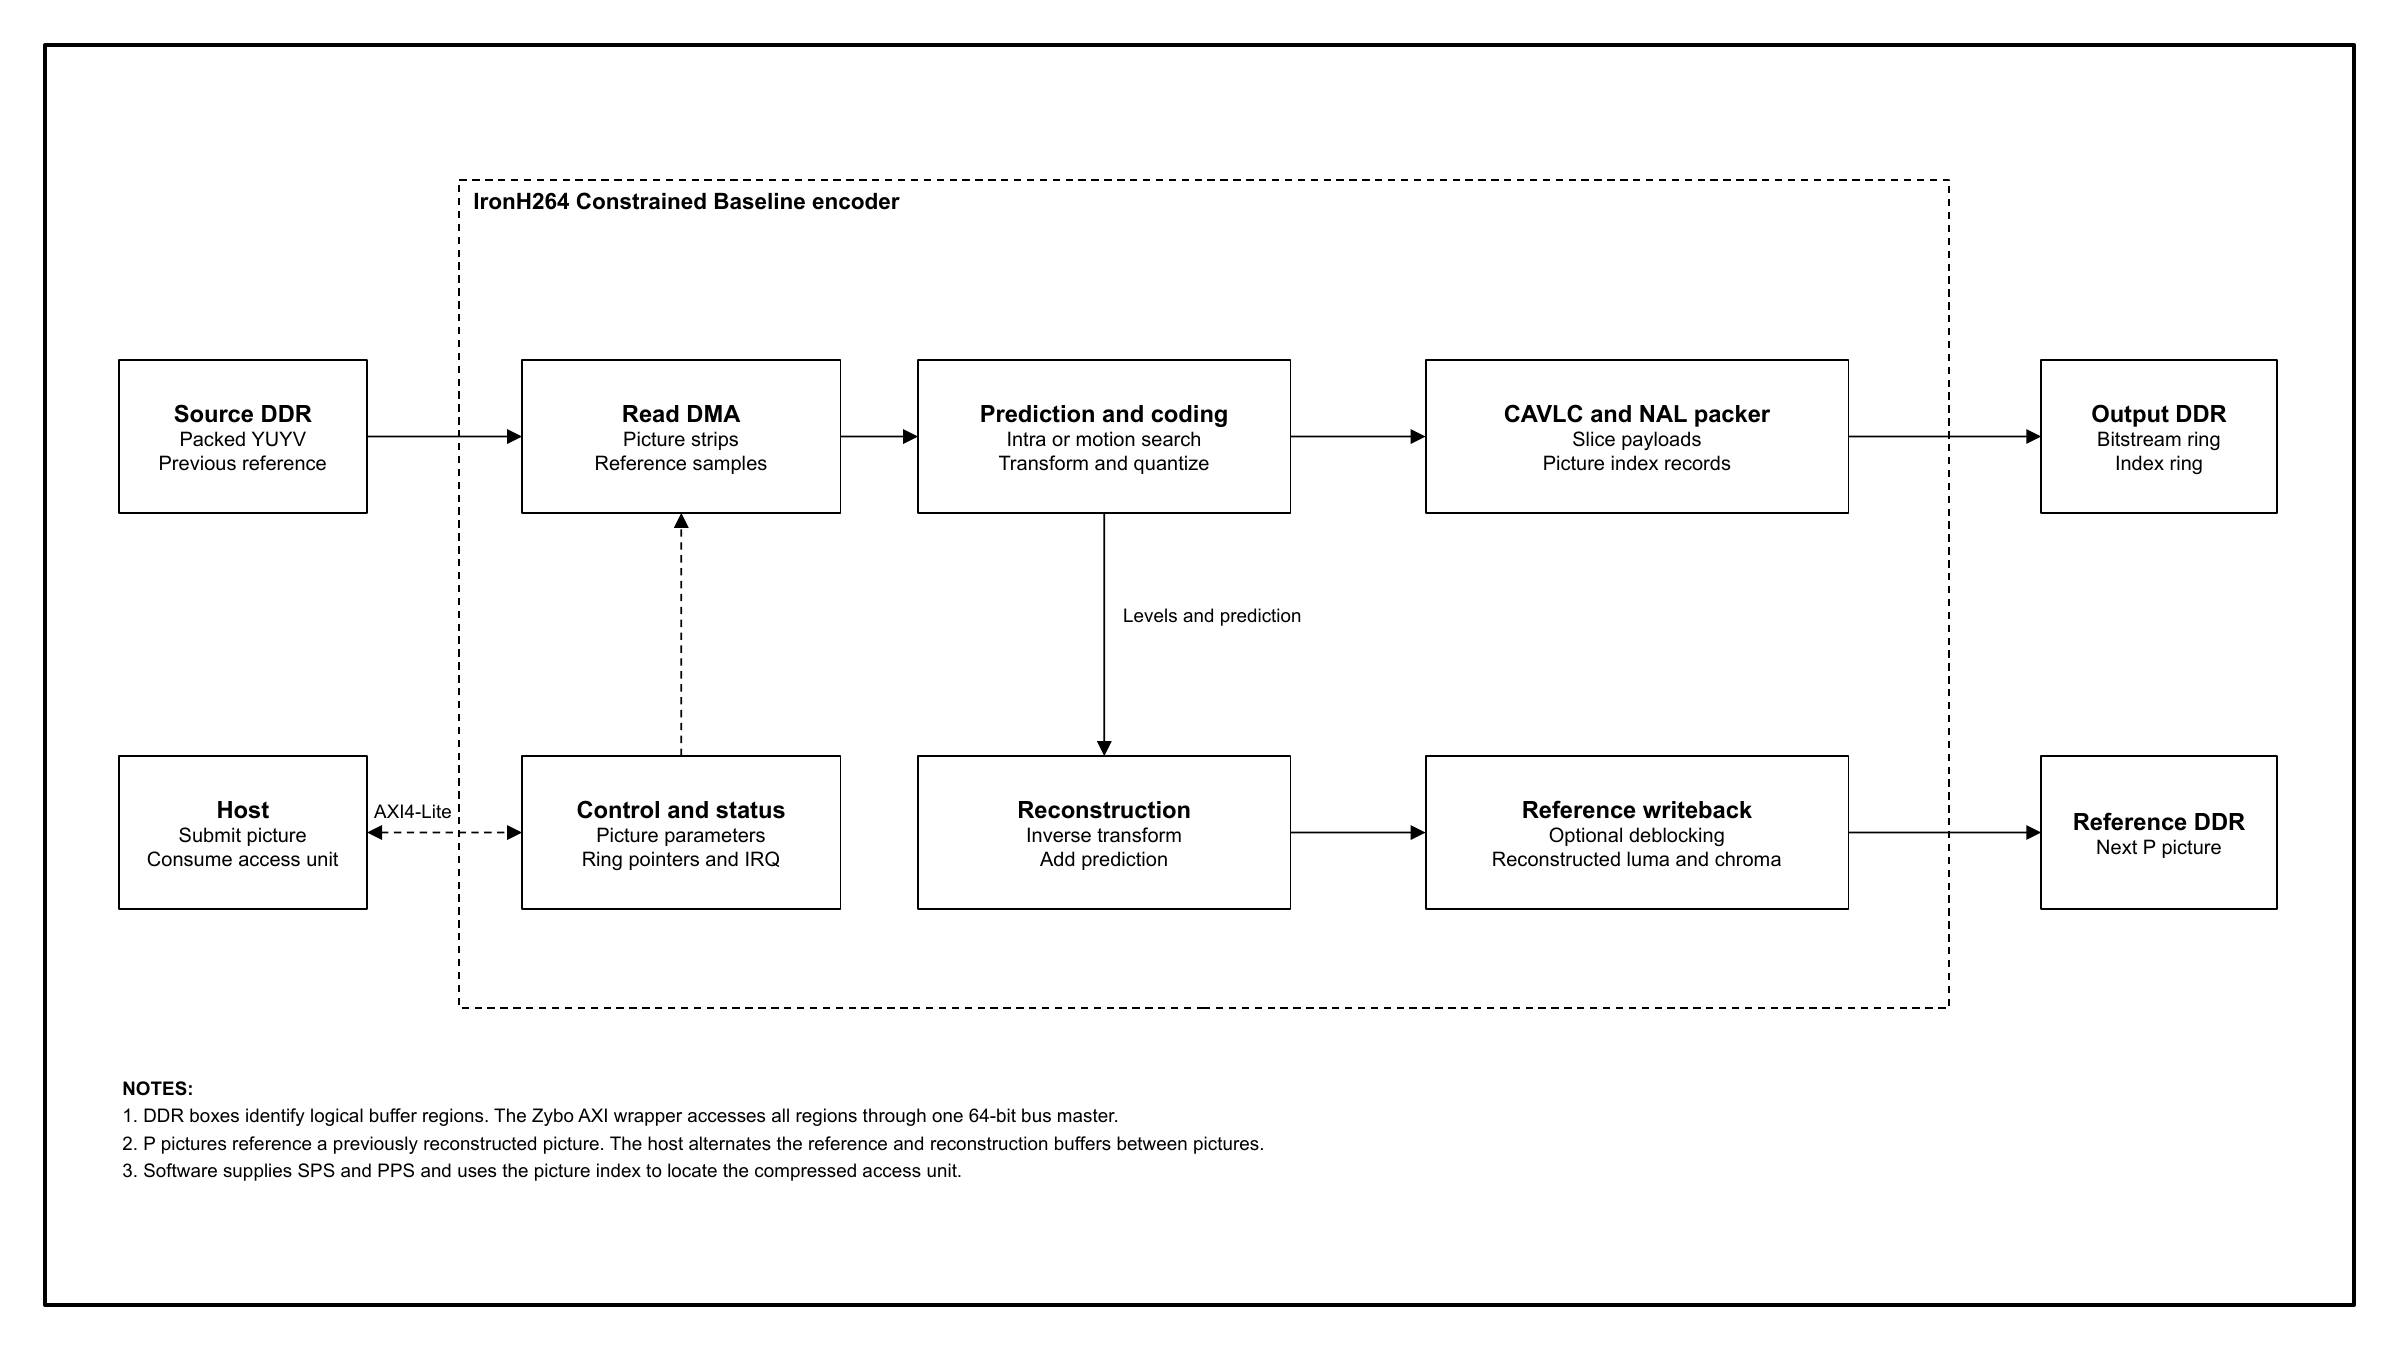 IronH264 Constrained Baseline encoder
Source DDR
Packed YUYV
Previous reference
Read DMA
Picture strips
Reference samples
Prediction and coding
Intra or motion search
Transform and quantize
CAVLC and NAL packer
Slice payloads
Picture index records
Output DDR
Bitstream ring
Index ring
Levels and prediction
Host
Submit picture
Consume access unit
AXI4-Lite
Control and status
Picture parameters
Ring pointers and IRQ
Reconstruction
Inverse transform
Add prediction
Reference writeback
Optional deblocking
Reconstructed luma and chroma
Reference DDR
Next P picture
NOTES:
1. DDR boxes identify logical buffer regions. The Zybo AXI wrapper accesses all regions through one 64-bit bus master.
2. P pictures reference a previously reconstructed picture. The host alternates the reference and reconstruction buffers between pictures.
3. Software supplies SPS and PPS and uses the picture index to locate the compressed access unit.